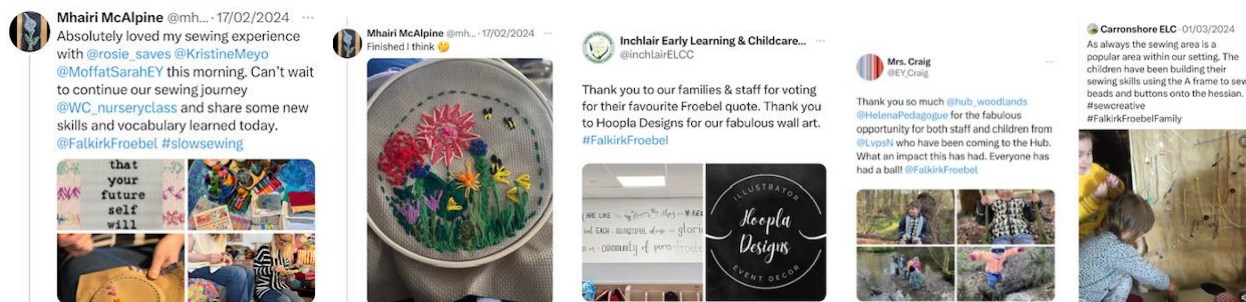 Mhairi McAlpine @mh... · 17/02/2024 ...
Absolutely loved my sewing experience
with @rosie_saves @KristineMeyo
@MoffatSarahEY this morning. Can't wait
to continue our sewing journey
@WC_nurseryclass and share some new
skills and vocabulary learned today.
@FalkirkFroebel #slowsewing
that
your
future
self
will
Mhairi McAlpine @mh... · 17/02/2024 ...
Finished I think 🤔
Inchlair Early Learning & Childcare... ...
@inchlairELCC
Thank you to our families & staff for voting
for their favourite Froebel quote. Thank you
to Hoopla Designs for our fabulous wall art.
#FalkirkFroebel
ARE LIKE
EACH BEAUTIFUL alone glori
COMMUNITY of peers Froebel
ILLUSTRATOR
Hoopla
Designs
EVENT DECOR
Mrs. Craig ...
@EY_Craig
Thank you so much @hub_woodlands
@HelenaPedagogue for the fabulous
opportunity for both staff and children from
@LvpsN who have been coming to the Hub.
What an impact this has had. Everyone has
had a ball! @FalkirkFroebel
Carronshore ELC · 01/03/2024
As always the sewing area is a
popular area within our setting. The
children have been building their
sewing skills using the A frame to sew
beads and buttons onto the hessian.
#sewcreative
#FalkirkFroebelFamily